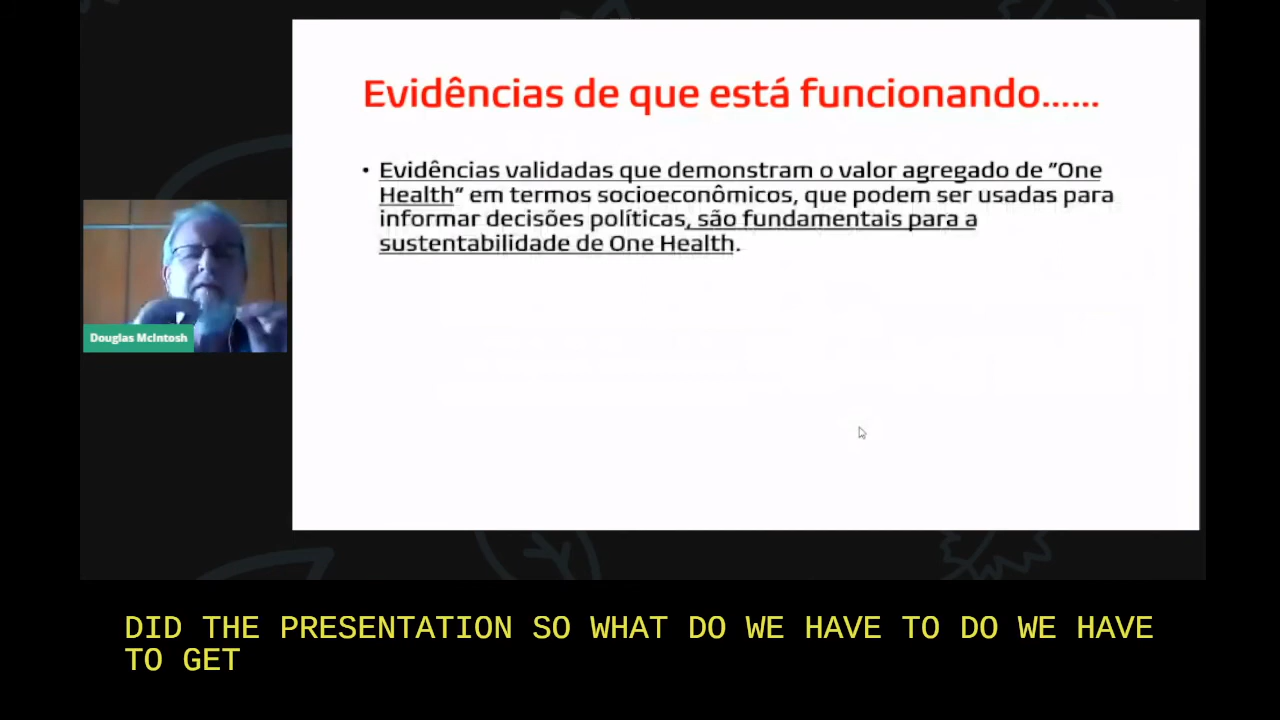 Evidências de que está funcionando......
• Evidências validadas que demonstram o valor agregado de "One
Health" em termos socioeconômicos, que podem ser usadas para
informar decisões políticas, são fundamentais para a
sustentabilidade de One Health.
Douglas McIntosh
DID THE PRESENTATION SO WHAT DO WE HAVE TO DO WE HAVE
TO GET